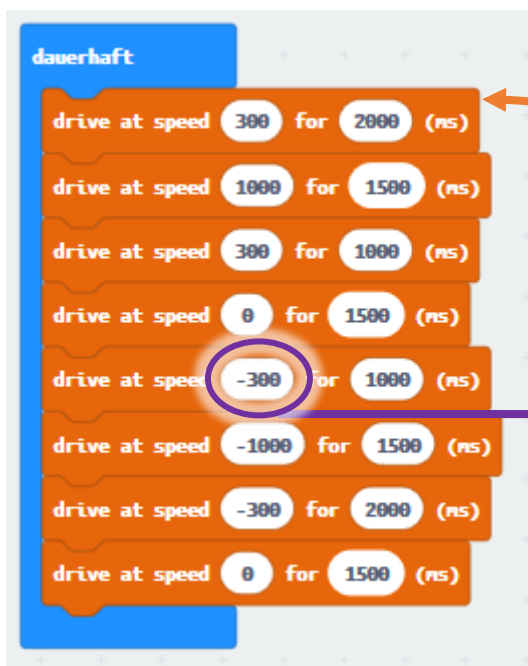 dauerhaft
drive at speed 300 for 2000 (ms)
drive at speed 1000 for 1500 (ms)
drive at speed 300 for 1000 (ms)
drive at speed 0 for 1500 (ms)
drive at speed -300 for 1000 (ms)
drive at speed -1000 for 1500 (ms)
drive at speed -300 for 2000 (ms)
drive at speed 0 for 1500 (ms)